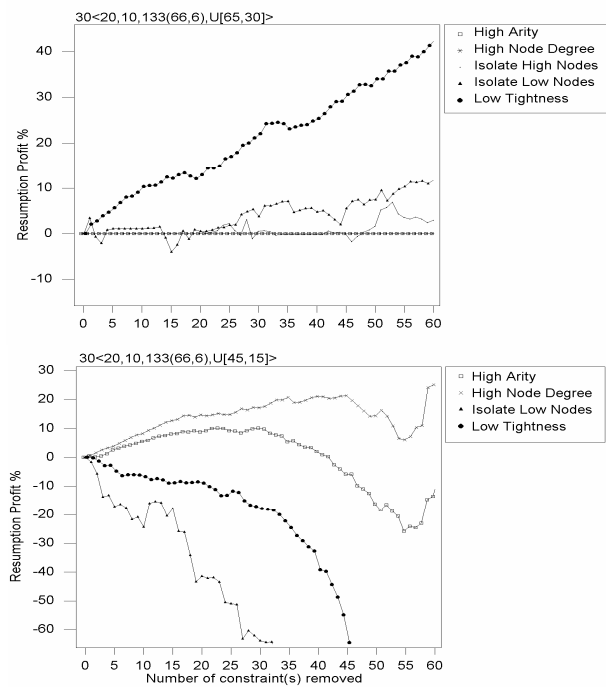 30<20,10,133(66,6),U[65,30]>
High Arity
High Node Degree
Isolate High Nodes
Isolate Low Nodes
Low Tightness
Resumption Profit %
40
30
20
10
0
-10
0 5 10 15 20 25 30 35 40 45 50 55 60
30<20,10,133(66,6),U[45,15]>
High Arity
High Node Degree
Isolate Low Nodes
Low Tightness
Resumption Profit %
30
20
10
0
-10
-20
-30
-40
-50
-60
0 5 10 15 20 25 30 35 40 45 50 55 60
Number of constraint(s) removed